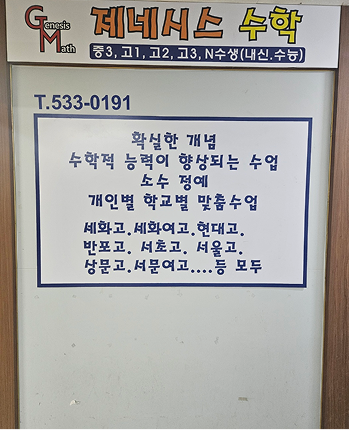 Genesis Math 제네시스 수학
중3, 고1, 고2, 고3, N수생(내신.수능)
T.533-0191
확실한 개념
수학적 능력이 향상되는 수업
소수 정예
개인별 학교별 맞춤수업
세화고.세화여고.현대고.
반포고. 서초고. 서울고.
상문고.서문여고....등 모두